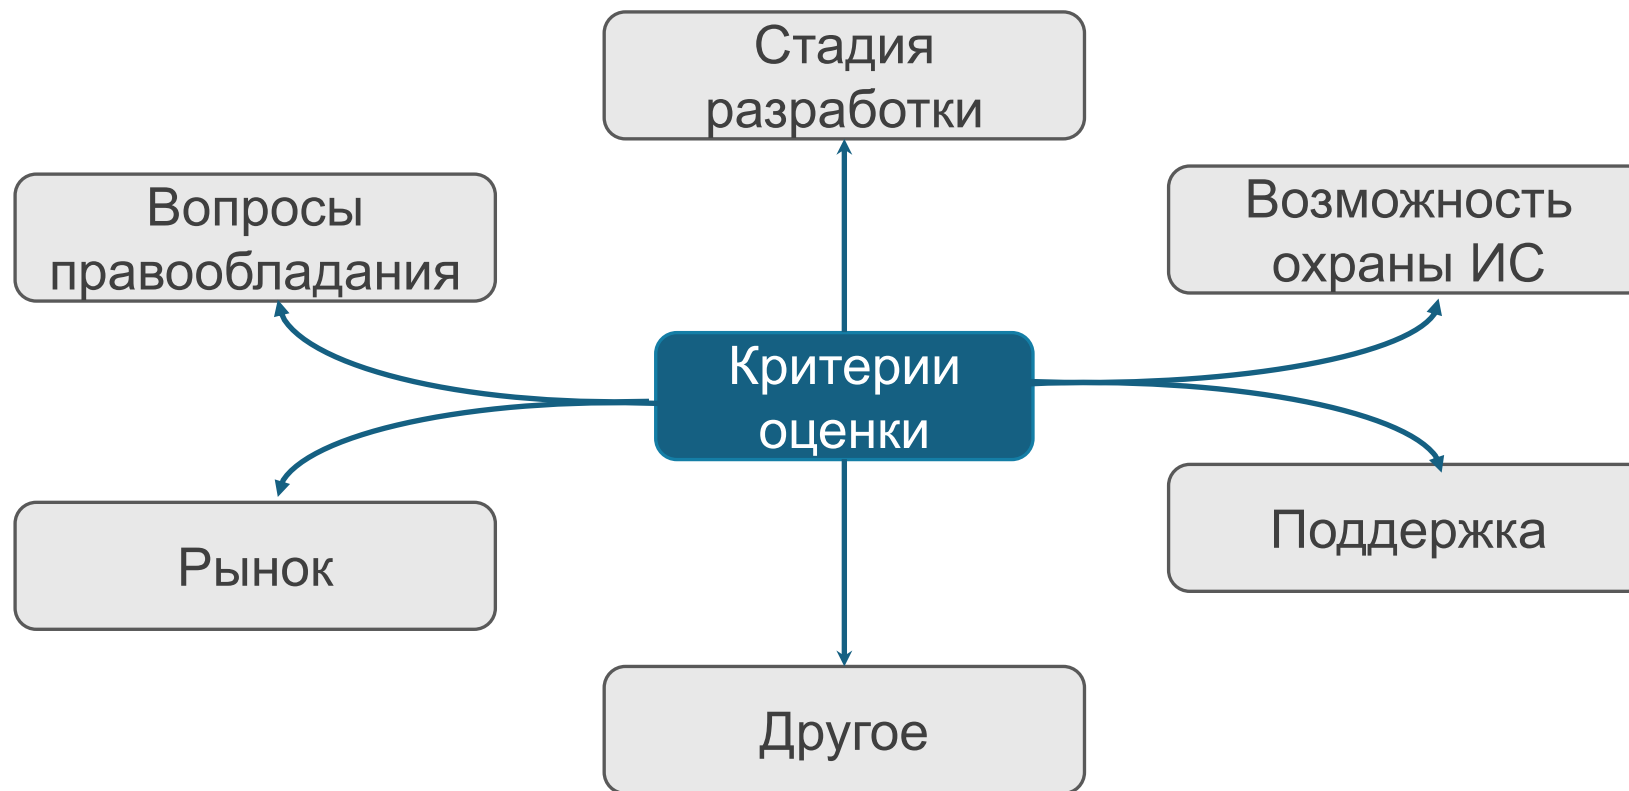 Стадия
разработки
Вопросы
правообладания
Возможность
охраны ИС
Критерии
оценки
Рынок
Поддержка
Другое